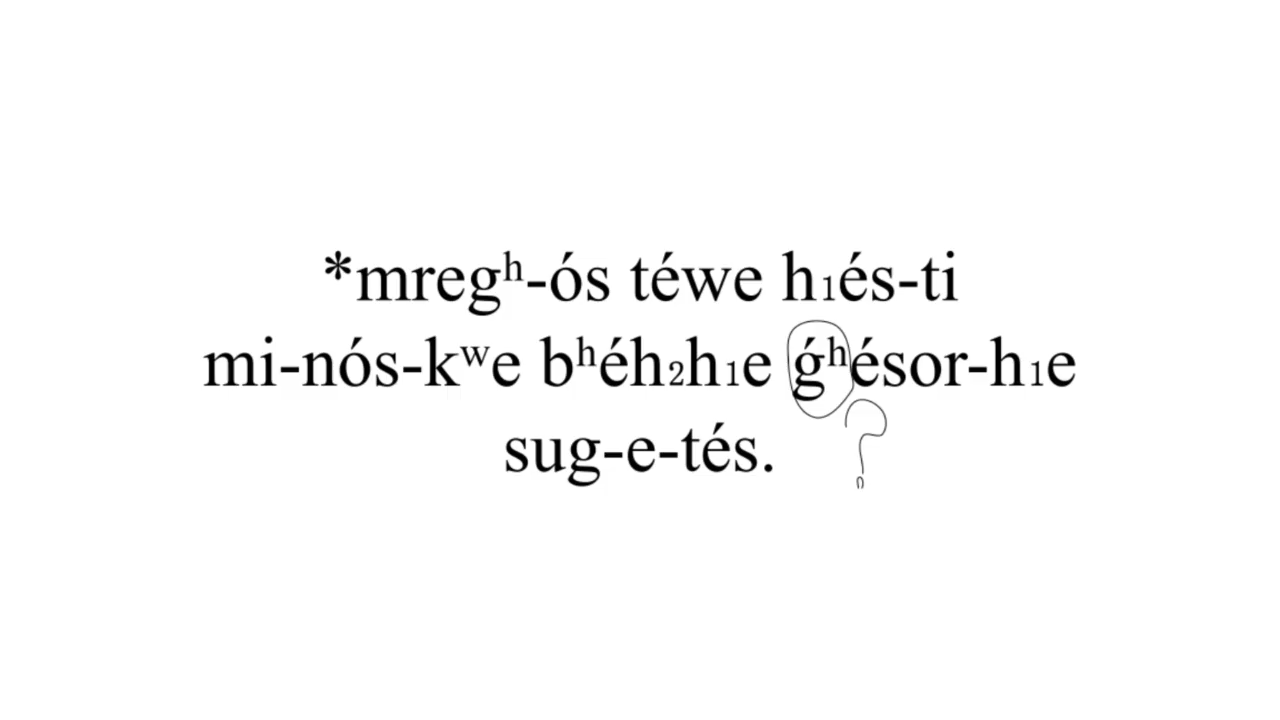 *mregʰ-ós téwe h₁és-ti
mi-nós-kʷe bʰéh₂h₁e ǵʰésor-h₁e
sug-e-tés.
?